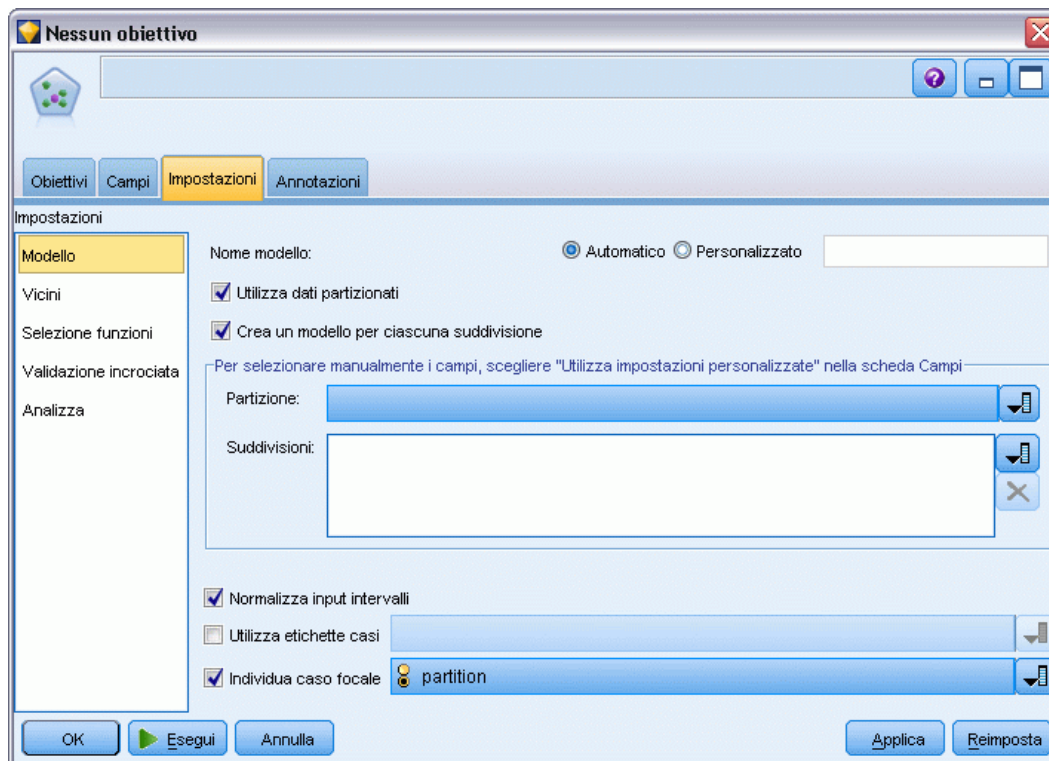 Nessun obiettivo
Obiettivi Campi Impostazioni Annotazioni
Impostazioni
Modello
Vicini
Selezione funzioni
Validazione incrociata
Analizza
Nome modello: Automatico Personalizzato
Utilizza dati partizionati
Crea un modello per ciascuna suddivisione
Per selezionare manualmente i campi, scegliere "Utilizza impostazioni personalizzate" nella scheda Campi
Partizione:
Suddivisioni:
Normalizza input intervalli
Utilizza etichette casi
Individua caso focale partition
OK Esegui Annulla Applica Reimposta